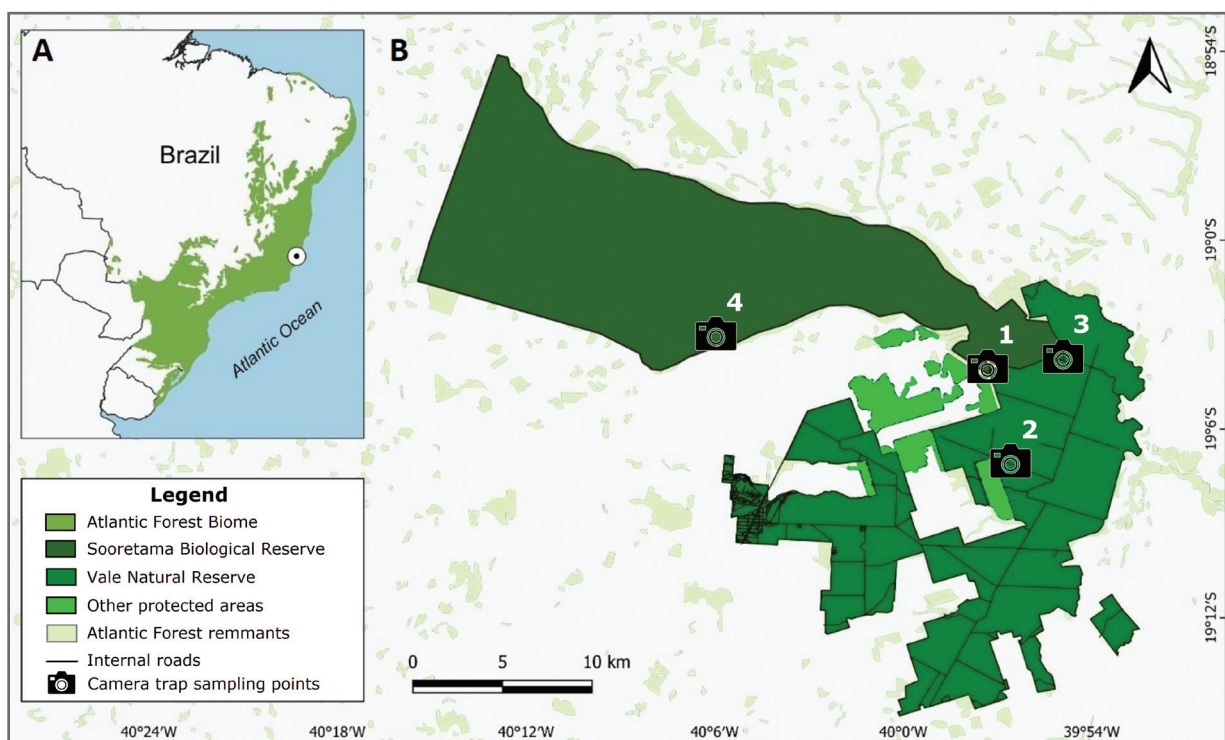 A
Brazil
Atlantic Ocean
B
4
1
3
2
18°54'S
19°0'S
19°6'S
19°12'S
Legend
Atlantic Forest Biome
Sooretama Biological Reserve
Vale Natural Reserve
Other protected areas
Atlantic Forest remmants
Internal roads
Camera trap sampling points
0 5 10 km
40°24'W 40°18'W 40°12'W 40°6'W 40°0'W 39°54'W